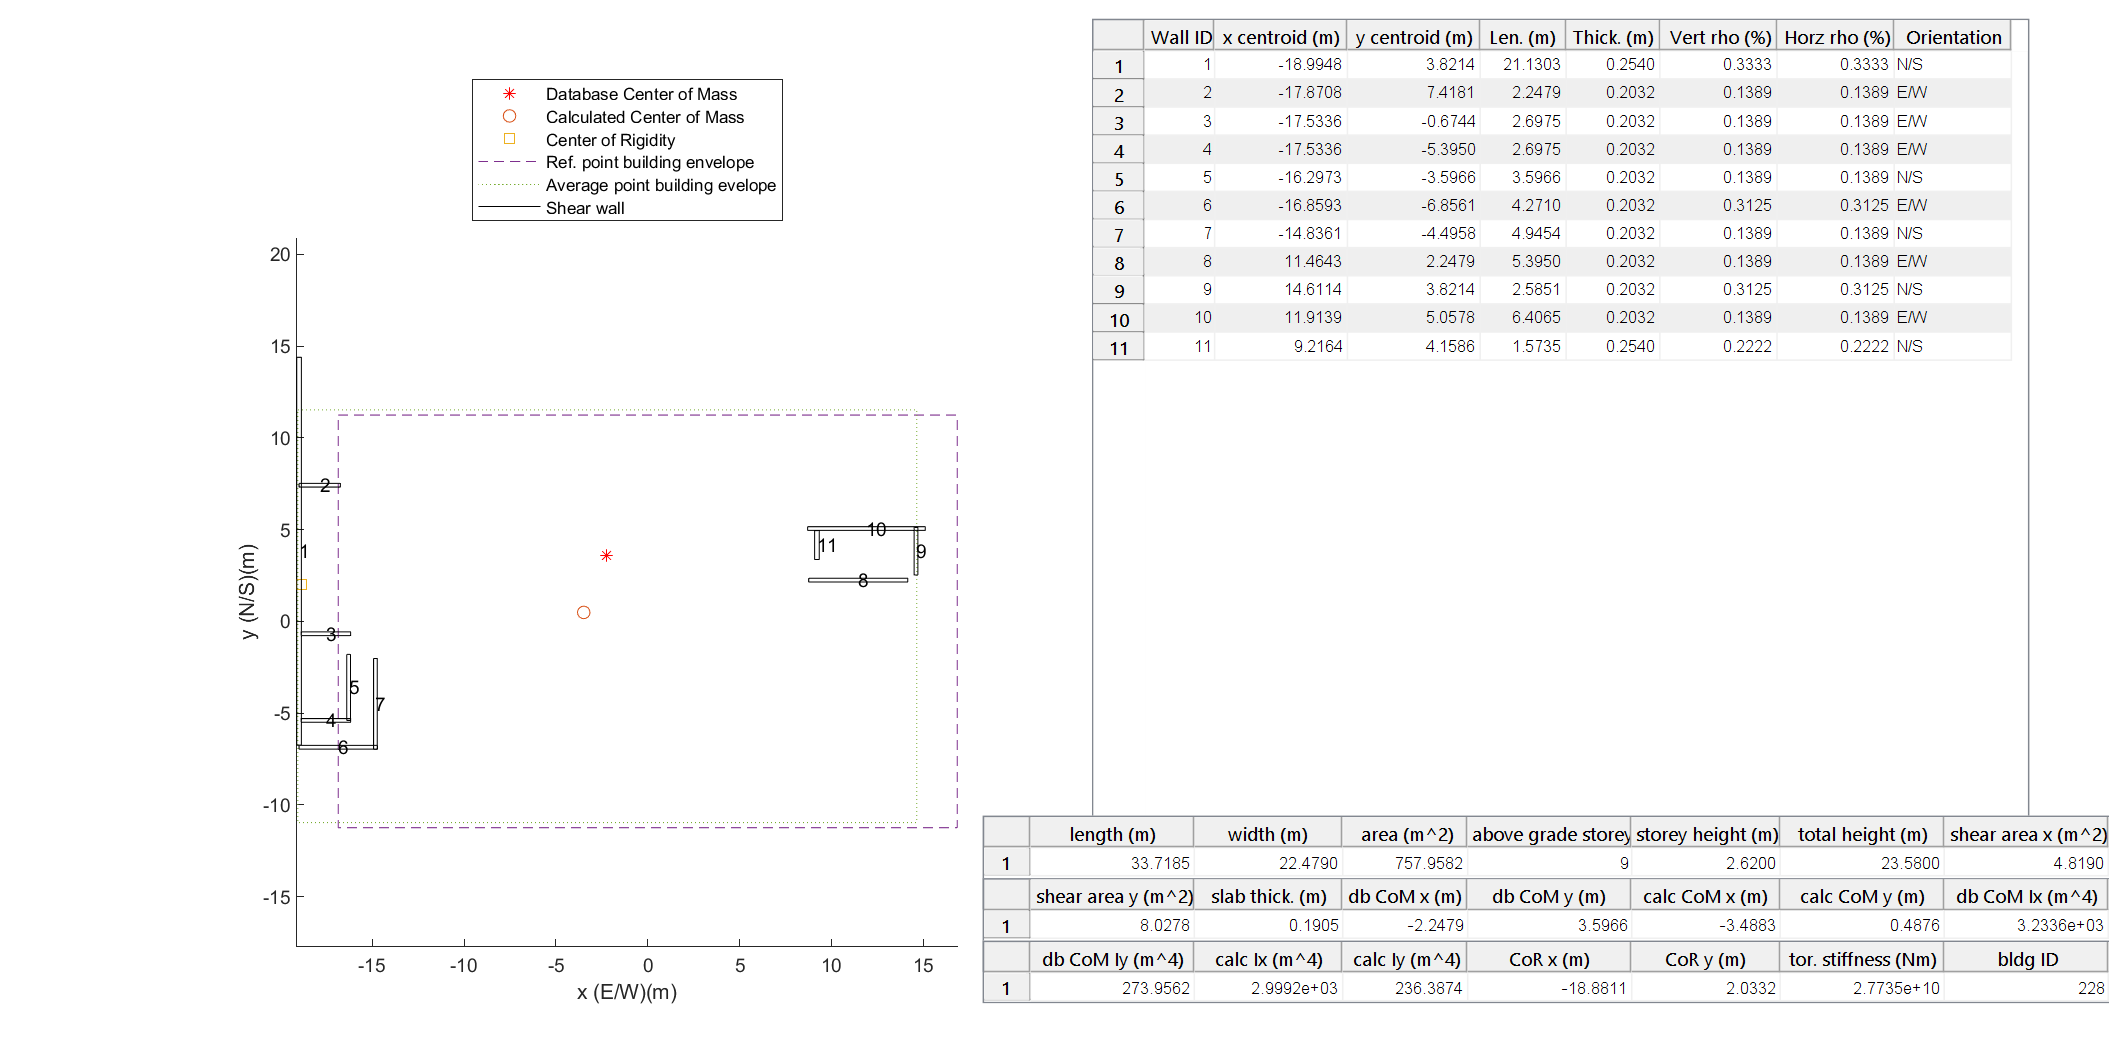 Database Center of Mass
Calculated Center of Mass
Center of Rigidity
Ref. point building envelope
Average point building evelope
Shear wall
20
15
10
5
0
-5
-10
-15
y (N/S)(m)
-15 -10 -5 0 5 10 15
x (E/W)(m)
1
2
3
4
5
6
7
8
9
10
11
Wall ID x centroid (m) y centroid (m) Len. (m) Thick. (m) Vert rho (%) Horz rho (%) Orientation
1 1 -18.9948 3.8214 21.1303 0.2540 0.3333 0.3333 N/S
2 2 -17.8708 7.4181 2.2479 0.2032 0.1389 0.1389 E/W
3 3 -17.5336 -0.6744 2.6975 0.2032 0.1389 0.1389 E/W
4 4 -17.5336 -5.3950 2.6975 0.2032 0.1389 0.1389 E/W
5 5 -16.2973 -3.5966 3.5966 0.2032 0.1389 0.1389 N/S
6 6 -16.8593 -6.8561 4.2710 0.2032 0.3125 0.3125 E/W
7 7 -14.8361 -4.4958 4.9454 0.2032 0.1389 0.1389 N/S
8 8 11.4643 2.2479 5.3950 0.2032 0.1389 0.1389 E/W
9 9 14.6114 3.8214 2.5851 0.2032 0.3125 0.3125 N/S
10 10 11.9139 5.0578 6.4065 0.2032 0.1389 0.1389 E/W
11 11 9.2164 4.1586 1.5735 0.2540 0.2222 0.2222 N/S
length (m) width (m) area (m^2) above grade storey storey height (m) total height (m) shear area x (m^2)
1 33.7185 22.4790 757.9582 9 2.6200 23.5800 4.8190
shear area y (m^2) slab thick. (m) db CoM x (m) db CoM y (m) calc CoM x (m) calc CoM y (m) db CoM Ix (m^4)
1 8.0278 0.1905 -2.2479 3.5966 -3.4883 0.4876 3.2336e+03
db CoM Iy (m^4) calc Ix (m^4) calc Iy (m^4) CoR x (m) CoR y (m) tor. stiffness (Nm) bldg ID
1 273.9562 2.9992e+03 236.3874 -18.8811 2.0332 2.7735e+10 228